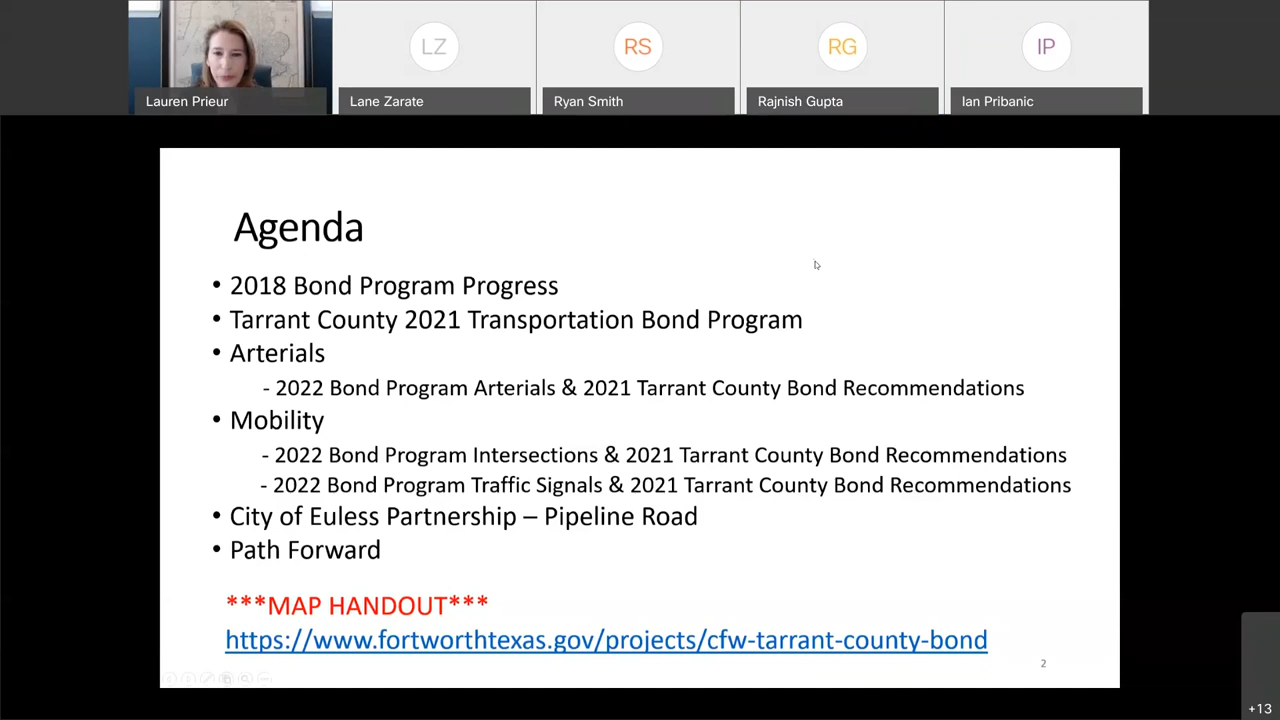 LZ
RS
RG
IP
Lauren Prieur
Lane Zarate
Ryan Smith
Rajnish Gupta
Ian Pribanic
Agenda
• 2018 Bond Program Progress
• Tarrant County 2021 Transportation Bond Program
• Arterials
- 2022 Bond Program Arterials & 2021 Tarrant County Bond Recommendations
• Mobility
- 2022 Bond Program Intersections & 2021 Tarrant County Bond Recommendations
- 2022 Bond Program Traffic Signals & 2021 Tarrant County Bond Recommendations
• City of Euless Partnership – Pipeline Road
• Path Forward
***MAP HANDOUT***
https://www.fortworthtexas.gov/projects/cfw-tarrant-county-bond
2
+13